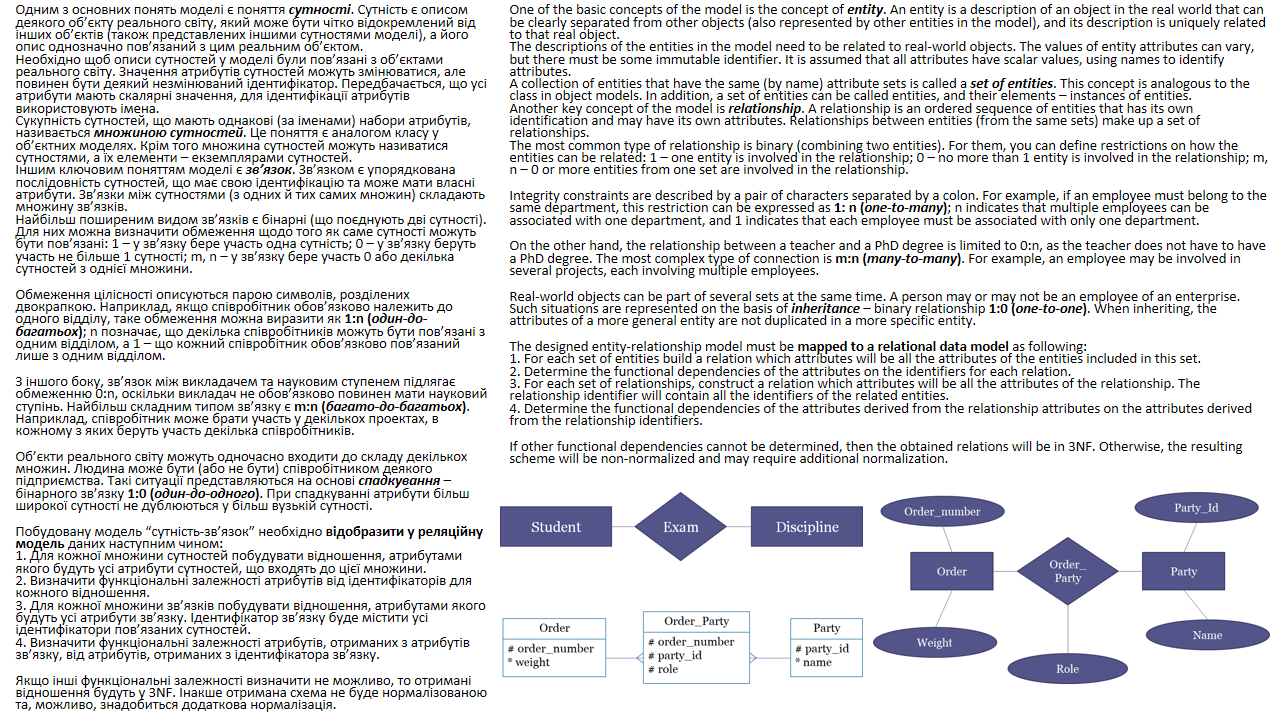 Одним з основних понять моделі є поняття сутності. Сутність є описом
деякого об’єкту реального світу, який може бути чітко відокремлений від
інших об’єктів (також представлених іншими сутностями моделі), а його
опис однозначно пов’язаний з цим реальним об’єктом.
Необхідно щоб описи сутностей у моделі були пов’язані з об’єктами
реального світу. Значення атрибутів сутностей можуть змінюватися, але
повинен бути деякий незмінюваний ідентифікатор. Передбачається, що усі
атрибути мають скалярні значення, для ідентифікації атрибутів
використовують імена.
Сукупність сутностей, що мають однакові (за іменами) набори атрибутів,
називається множиною сутностей. Це поняття є аналогом класу у
об’єктних моделях. Крім того множина сутностей можуть називатися
сутностями, а їх елементи – екземплярами сутностей.
Іншим ключовим поняттям моделі є зв’язок. Зв’язком є упорядкована
послідовність сутностей, що має свою ідентифікацію та може мати власні
атрибути. Зв’язки між сутностями (з одних й тих самих множин) складають
множину зв’язків.
Найбільш поширеним видом зв’язків є бінарні (що поєднують дві сутності).
Для них можна визначити обмеження щодо того як саме сутності можуть
бути пов’язані: 1 – у зв’язку бере участь одна сутність; 0 – у зв’язку беруть
участь не більше 1 сутності; m, n – у зв’язку бере участь 0 або декілька
сутностей з однієї множини.
Обмеження цілісності описуються парою символів, розділених
двокрапкою. Наприклад, якщо співробітник обов’язково належить до
одного відділу, таке обмеження можна виразити як 1:n (один-до-
багатьох); n позначає, що декілька співробітників можуть бути пов’язані з
одним відділом, а 1 – що кожний співробітник обов’язково пов’язаний
лише з одним відділом.
З іншого боку, зв’язок між викладачем та науковим ступенем підлягає
обмеженню 0:n, оскільки викладач не обов’язково повинен мати науковий
ступінь. Найбільш складним типом зв’язку є m:n (багато-до-багатьох).
Наприклад, співробітник може брати участь у декількох проектах, в
кожному з яких беруть участь декілька співробітників.
Об’єкти реального світу можуть одночасно входити до складу декількох
множин. Людина може бути (або не бути) співробітником деякого
підприємства. Такі ситуації представляються на основі спадкування –
бінарного зв’язку 1:0 (один-до-одного). При спадкуванні атрибути більш
широкої сутності не дублюються у більш вузькій сутності.
Побудовану модель “сутність-зв’язок” необхідно відобразити у реляційну
модель даних наступним чином:
1. Для кожної множини сутностей побудувати відношення, атрибутами
якого будуть усі атрибути сутностей, що входять до цієї множини.
2. Визначити функціональні залежності атрибутів від ідентифікаторів для
кожного відношення.
3. Для кожної множини зв’язків побудувати відношення, атрибутами якого
будуть усі атрибути зв’язку. Ідентифікатор зв’язку буде містити усі
ідентифікатори пов’язаних сутностей.
4. Визначити функціональні залежності атрибутів, отриманих з атрибутів
зв’язку, від атрибутів, отриманих з ідентифікатора зв’язку.
Якщо інші функціональні залежності визначити не можливо, то отримані
відношення будуть у 3NF. Інакше отримана схема не буде нормалізованою
та, можливо, знадобиться додаткова нормалізація.
One of the basic concepts of the model is the concept of entity. An entity is a description of an object in the real world that can
be clearly separated from other objects (also represented by other entities in the model), and its description is uniquely related
to that real object.
The descriptions of the entities in the model need to be related to real-world objects. The values of entity attributes can vary,
but there must be some immutable identifier. It is assumed that all attributes have scalar values, using names to identify
attributes.
A collection of entities that have the same (by name) attribute sets is called a set of entities. This concept is analogous to the
class in object models. In addition, a set of entities can be called entities, and their elements – instances of entities.
Another key concept of the model is relationship. A relationship is an ordered sequence of entities that has its own
identification and may have its own attributes. Relationships between entities (from the same sets) make up a set of
relationships.
The most common type of relationship is binary (combining two entities). For them, you can define restrictions on how the
entities can be related: 1 – one entity is involved in the relationship; 0 – no more than 1 entity is involved in the relationship; m,
n – 0 or more entities from one set are involved in the relationship.
Integrity constraints are described by a pair of characters separated by a colon. For example, if an employee must belong to the
same department, this restriction can be expressed as 1: n (one-to-many); n indicates that multiple employees can be
associated with one department, and 1 indicates that each employee must be associated with only one department.
On the other hand, the relationship between a teacher and a PhD degree is limited to 0:n, as the teacher does not have to have
a PhD degree. The most complex type of connection is m:n (many-to-many). For example, an employee may be involved in
several projects, each involving multiple employees.
Real-world objects can be part of several sets at the same time. A person may or may not be an employee of an enterprise.
Such situations are represented on the basis of inheritance – binary relationship 1:0 (one-to-one). When inheriting, the
attributes of a more general entity are not duplicated in a more specific entity.
The designed entity-relationship model must be mapped to a relational data model as following:
1. For each set of entities build a relation which attributes will be all the attributes of the entities included in this set.
2. Determine the functional dependencies of the attributes on the identifiers for each relation.
3. For each set of relationships, construct a relation which attributes will be all the attributes of the relationship. The
relationship identifier will contain all the identifiers of the related entities.
4. Determine the functional dependencies of the attributes derived from the relationship attributes on the attributes derived
from the relationship identifiers.
If other functional dependencies cannot be determined, then the obtained relations will be in 3NF. Otherwise, the resulting
scheme will be non-normalized and may require additional normalization.
Student
Exam
Discipline
Order
# order_number
* weight
Order_Party
# order_number
# party_id
# role
Party
# party_id
* name
Order_number
Party_Id
Order
Order_
Party
Party
Weight
Name
Role